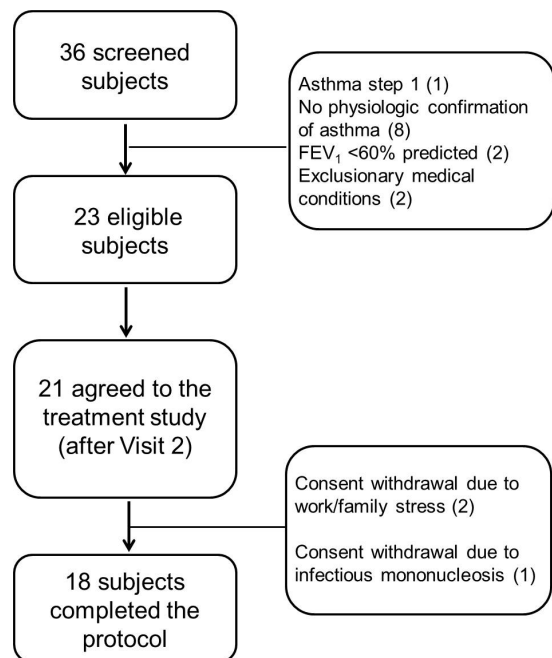 36 screened
subjects
Asthma step 1 (1)
No physiologic confirmation
of asthma (8)
FEV₁ <60% predicted (2)
Exclusionary medical
conditions (2)
23 eligible
subjects
21 agreed to the
treatment study
(after Visit 2)
Consent withdrawal due to
work/family stress (2)
Consent withdrawal due to
infectious mononucleosis (1)
18 subjects
completed the
protocol